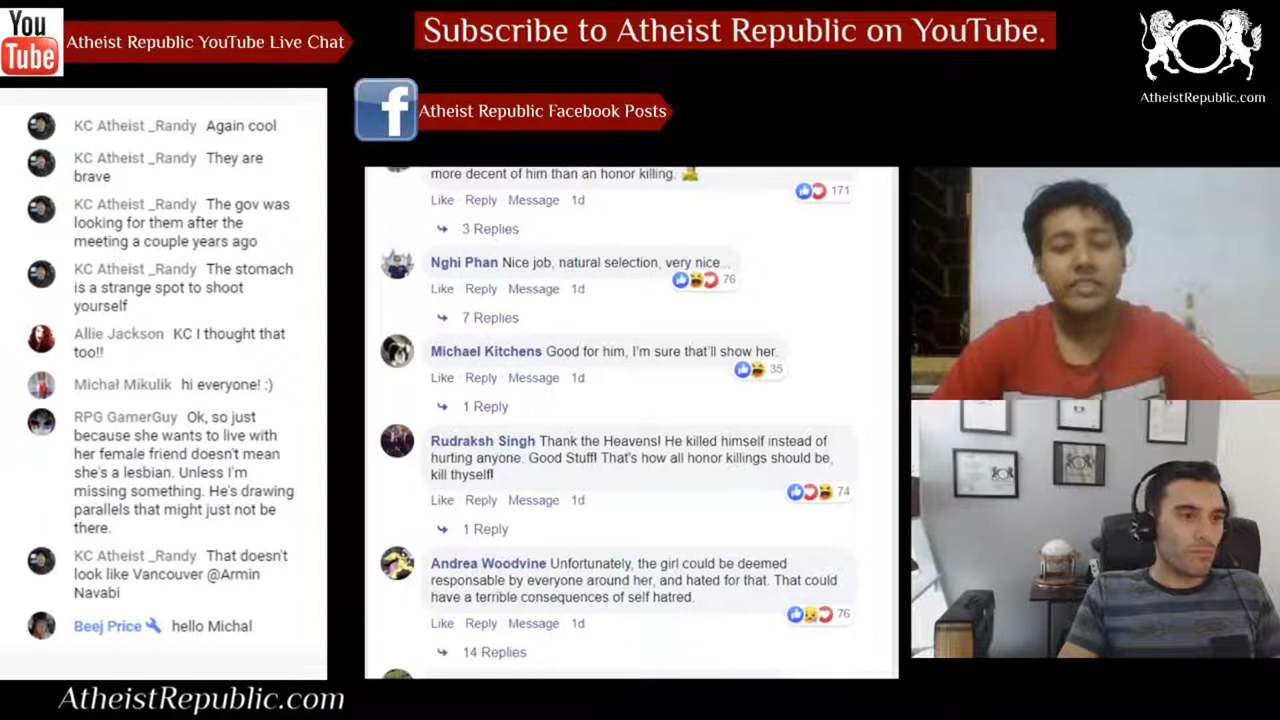 You
Tube
Atheist Republic YouTube Live Chat
Subscribe to Atheist Republic on YouTube.
AtheistRepublic.com
f
Atheist Republic Facebook Posts
KC Atheist _Randy Again cool
KC Atheist _Randy They are
brave
KC Atheist _Randy The gov was
looking for them after the
meeting a couple years ago
KC Atheist _Randy The stomach
is a strange spot to shoot
yourself
Allie Jackson KC I thought that
too!!
Michał Mikulik hi everyone! :)
RPG GamerGuy Ok, so just
because she wants to live with
her female friend doesn't mean
she's a lesbian. Unless I'm
missing something. He's drawing
parallels that might just not be
there.
KC Atheist _Randy That doesn't
look like Vancouver @Armin
Navabi
Beej Price hello Michal
more decent of him than an honor killing.
171
Like Reply Message 1d
3 Replies
Nghi Phan Nice job, natural selection, very nice...
76
Like Reply Message 1d
7 Replies
Michael Kitchens Good for him, I'm sure that'll show her.
35
Like Reply Message 1d
1 Reply
Rudraksh Singh Thank the Heavens! He killed himself instead of
hurting anyone. Good Stuff! That's how all honor killings should be,
kill thyself!
74
Like Reply Message 1d
1 Reply
Andrea Woodvine Unfortunately, the girl could be deemed
responsable by everyone around her, and hated for that. That could
have a terrible consequences of self hatred.
76
Like Reply Message 1d
14 Replies
AtheistRepublic.com